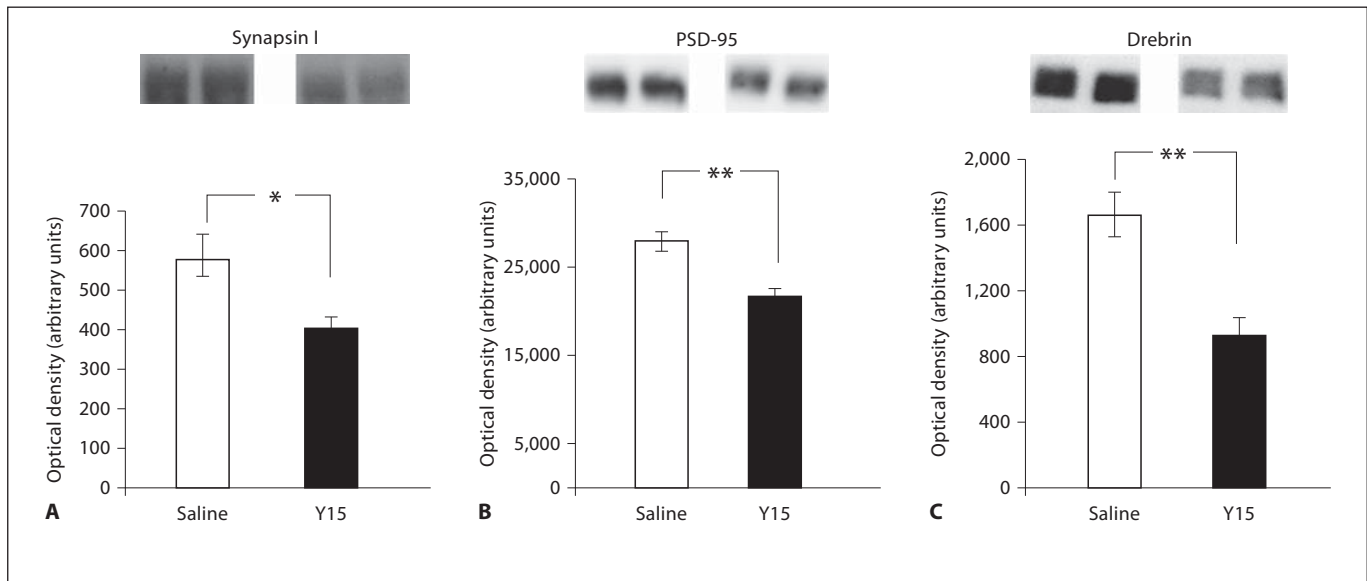 Synapsin I
*
Optical density (arbitrary units)
700
600
500
400
300
200
100
0
Saline Y15
A
PSD-95
**
Optical density (arbitrary units)
35,000
25,000
15,000
5,000
0
Saline Y15
B
Drebrin
**
Optical density (arbitrary units)
2,000
1,600
1,200
800
400
0
Saline Y15
C